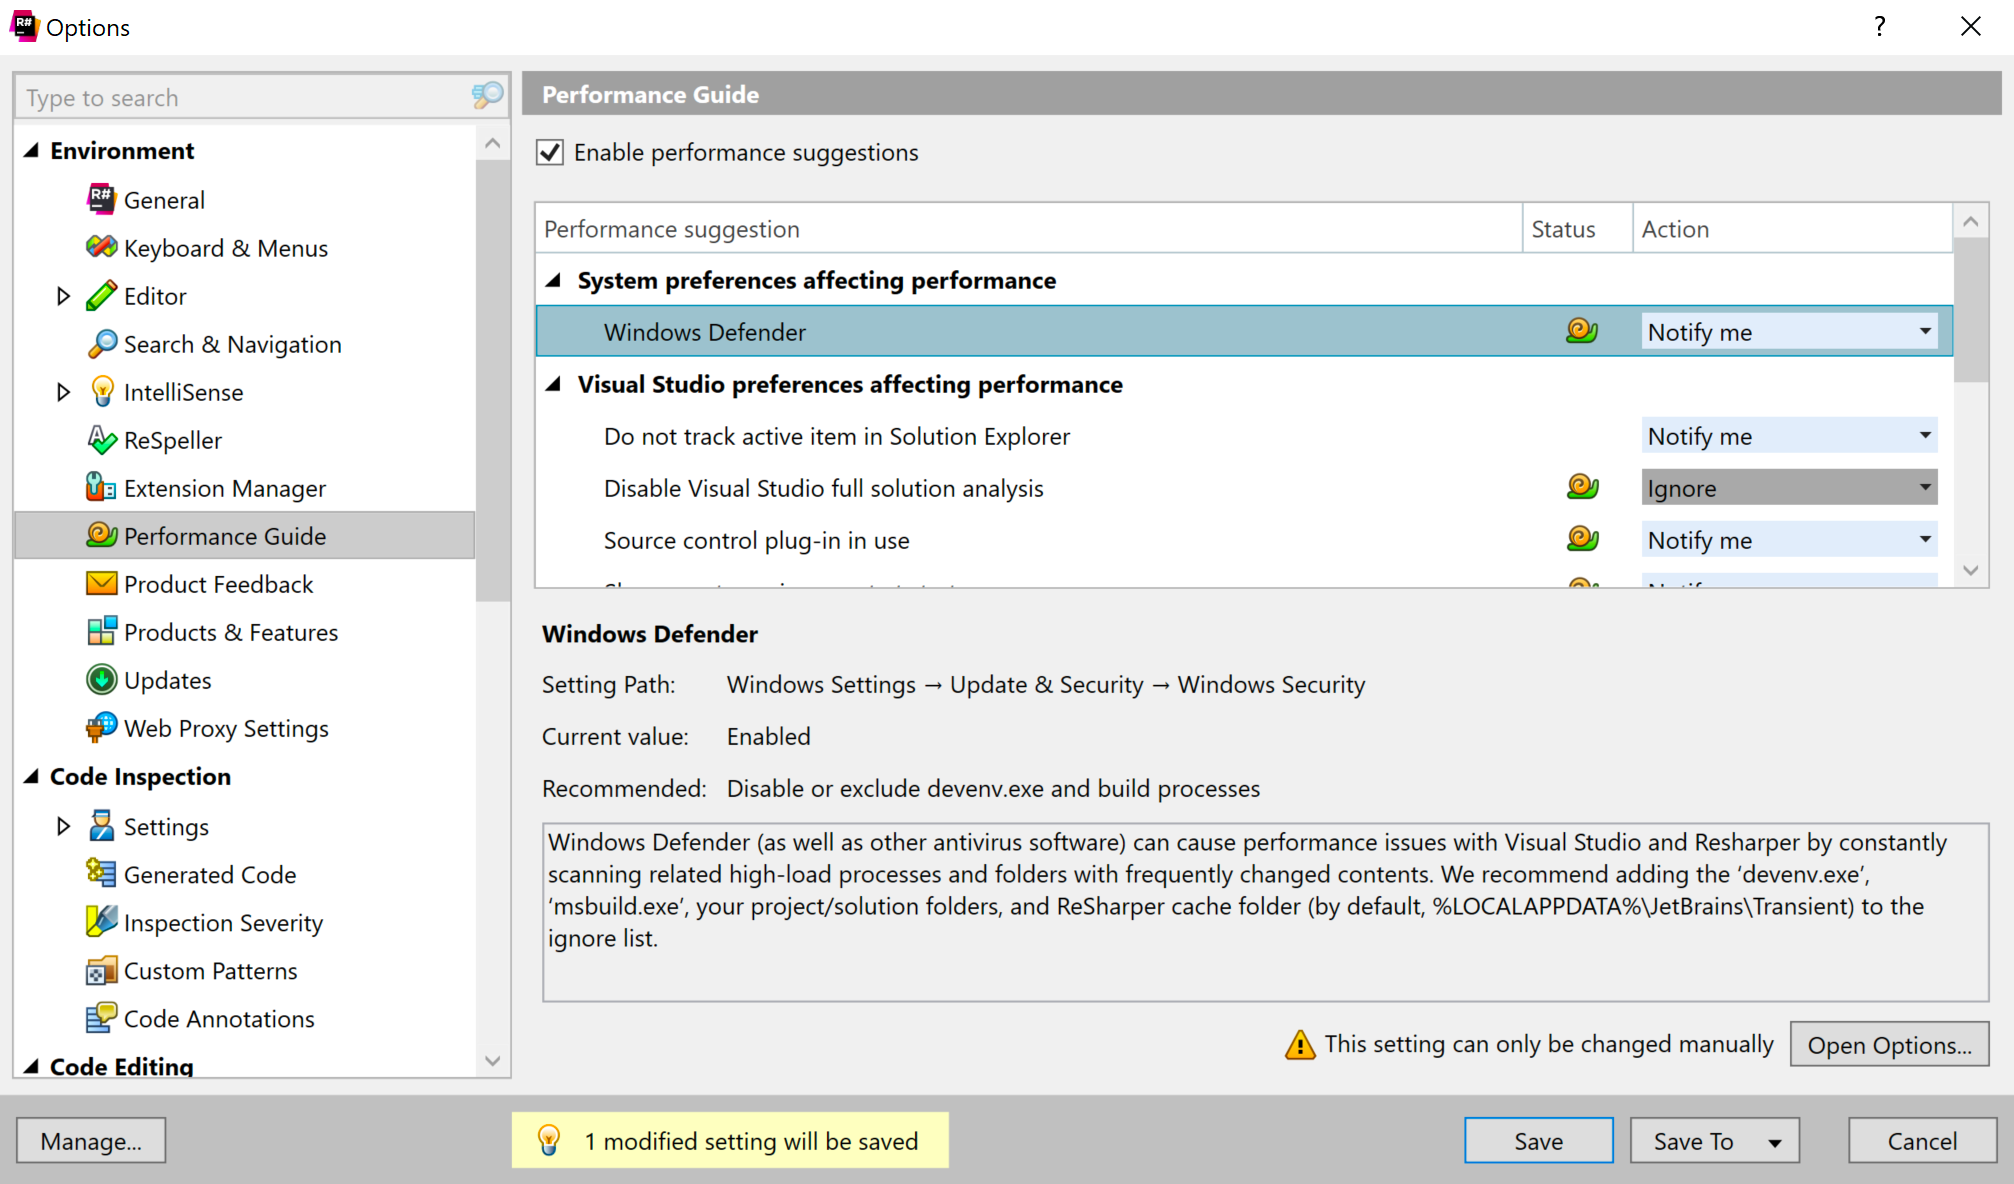 R# Options ?
Type to search
Environment
General
Keyboard & Menus
Editor
Search & Navigation
IntelliSense
ReSpeller
Extension Manager
Performance Guide
Product Feedback
Products & Features
Updates
Web Proxy Settings
Code Inspection
Settings
Generated Code
Inspection Severity
Custom Patterns
Code Annotations
Code Editing
Performance Guide
Enable performance suggestions
Performance suggestion Status Action
System preferences affecting performance
Windows Defender Notify me
Visual Studio preferences affecting performance
Do not track active item in Solution Explorer Notify me
Disable Visual Studio full solution analysis Ignore
Source control plug-in in use Notify me
Windows Defender
Setting Path: Windows Settings → Update & Security → Windows Security
Current value: Enabled
Recommended: Disable or exclude devenv.exe and build processes
Windows Defender (as well as other antivirus software) can cause performance issues with Visual Studio and Resharper by constantly
scanning related high-load processes and folders with frequently changed contents. We recommend adding the ‘devenv.exe’,
‘msbuild.exe’, your project/solution folders, and ReSharper cache folder (by default, %LOCALAPPDATA%\JetBrains\Transient) to the
ignore list.
This setting can only be changed manually Open Options...
Manage... 1 modified setting will be saved Save Save To Cancel